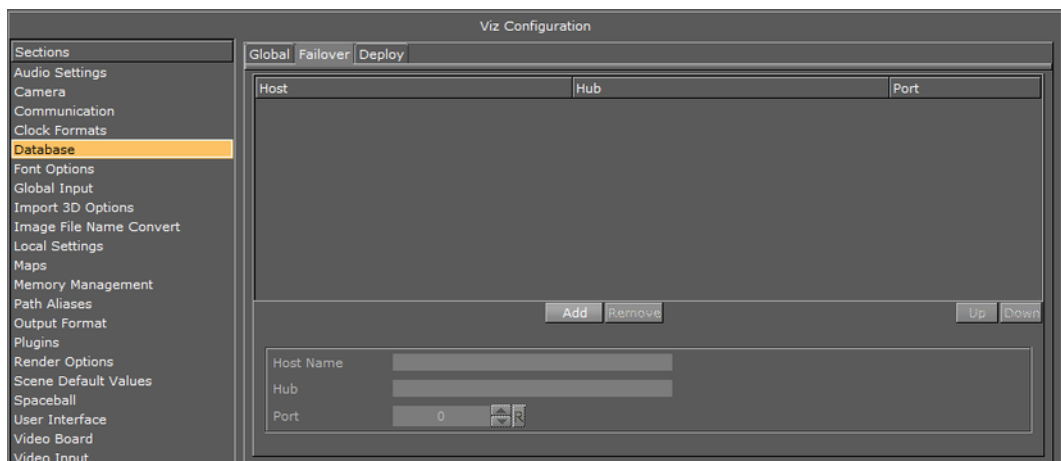 Viz Configuration
Sections
Audio Settings
Camera
Communication
Clock Formats
Database
Font Options
Global Input
Import 3D Options
Image File Name Convert
Local Settings
Maps
Memory Management
Path Aliases
Output Format
Plugins
Render Options
Scene Default Values
Spaceball
User Interface
Video Board
Video Input
Global Failover Deploy
Host Hub Port
Add Remove Up Down
Host Name
Hub
Port 0 R